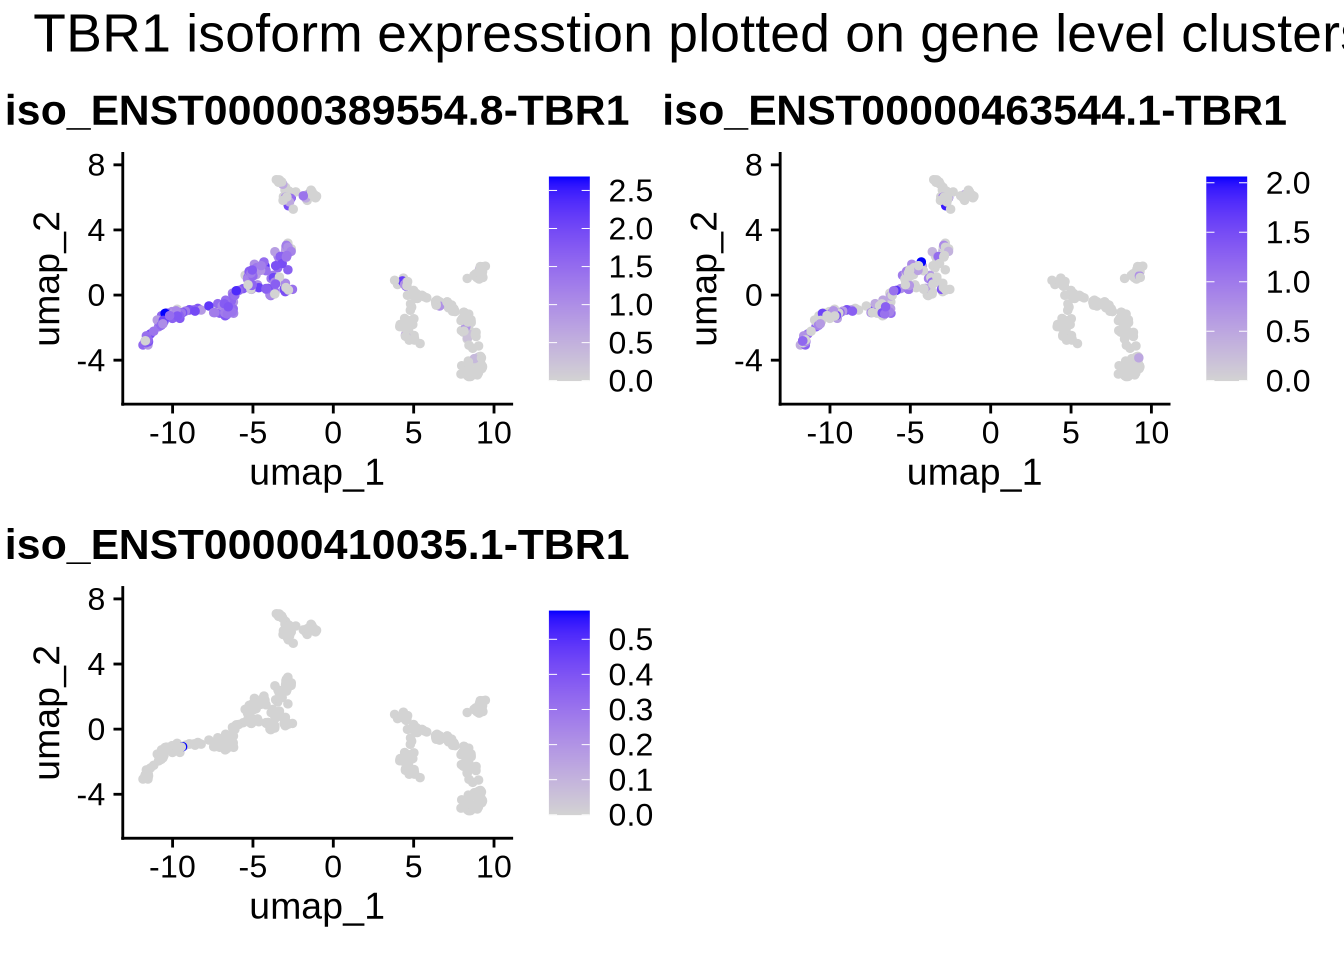 TBR1 isoform expresstion plotted on gene level clusters
iso_ENST00000389554.8-TBR1
iso_ENST00000463544.1-TBR1
8
4
0
-4
umap_2
-10 -5 0 5 10
umap_1
2.5
2.0
1.5
1.0
0.5
0.0
8
4
0
-4
umap_2
-10 -5 0 5 10
umap_1
2.0
1.5
1.0
0.5
0.0
iso_ENST00000410035.1-TBR1
8
4
0
-4
umap_2
-10 -5 0 5 10
umap_1
0.5
0.4
0.3
0.2
0.1
0.0